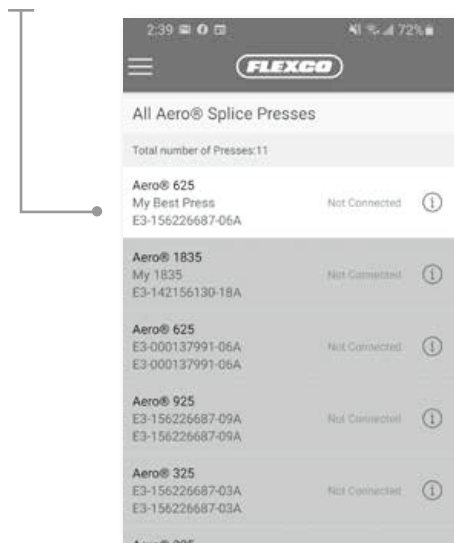 2:39 72%
FLEXCO
All Aero® Splice Presses
Total number of Presses:11
Aero® 625
My Best Press
Not Connected
E3-156226687-06A
Aero® 1835
My 1835
Not Connected
E3-142156130-18A
Aero® 625
E3-000137991-06A
Not Connected
E3-000137991-06A
Aero® 925
E3-156226687-09A
Not Connected
E3-156226687-09A
Aero® 325
E3-156226687-03A
Not Connected
E3-156226687-03A